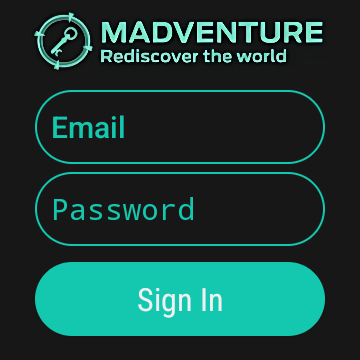 MADVENTURE
Rediscover the world
Email
Password
Sign In